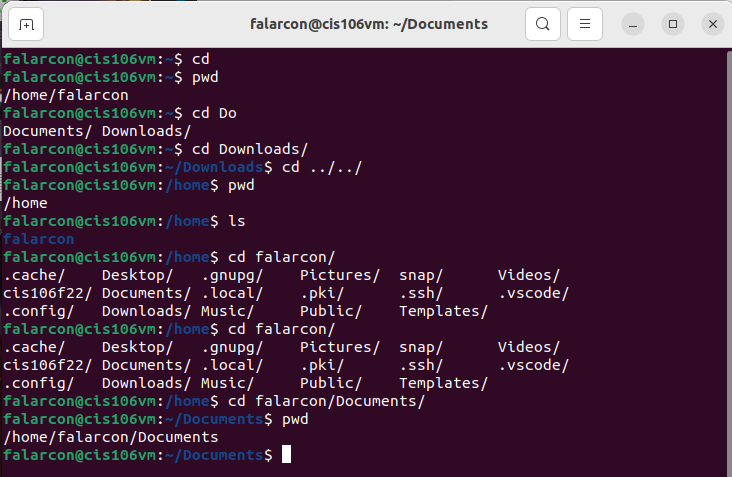 falarcon@cis106vm: ~/Documents
falarcon@cis106vm:~$ cd
falarcon@cis106vm:~$ pwd
/home/falarcon
falarcon@cis106vm:~$ cd Do
Documents/ Downloads/
falarcon@cis106vm:~$ cd Downloads/
falarcon@cis106vm:~/Downloads$ cd ../../
falarcon@cis106vm:/home$ pwd
/home
falarcon@cis106vm:/home$ ls
falarcon
falarcon@cis106vm:/home$ cd falarcon/
.cache/    Desktop/   .gnupg/    Pictures/  snap/      Videos/
cis106f22/ Documents/ .local/    .pki/      .ssh/      .vscode/
.config/   Downloads/ Music/     Public/    Templates/
falarcon@cis106vm:/home$ cd falarcon/
.cache/    Desktop/   .gnupg/    Pictures/  snap/      Videos/
cis106f22/ Documents/ .local/    .pki/      .ssh/      .vscode/
.config/   Downloads/ Music/     Public/    Templates/
falarcon@cis106vm:/home$ cd falarcon/Documents/
falarcon@cis106vm:~/Documents$ pwd
/home/falarcon/Documents
falarcon@cis106vm:~/Documents$